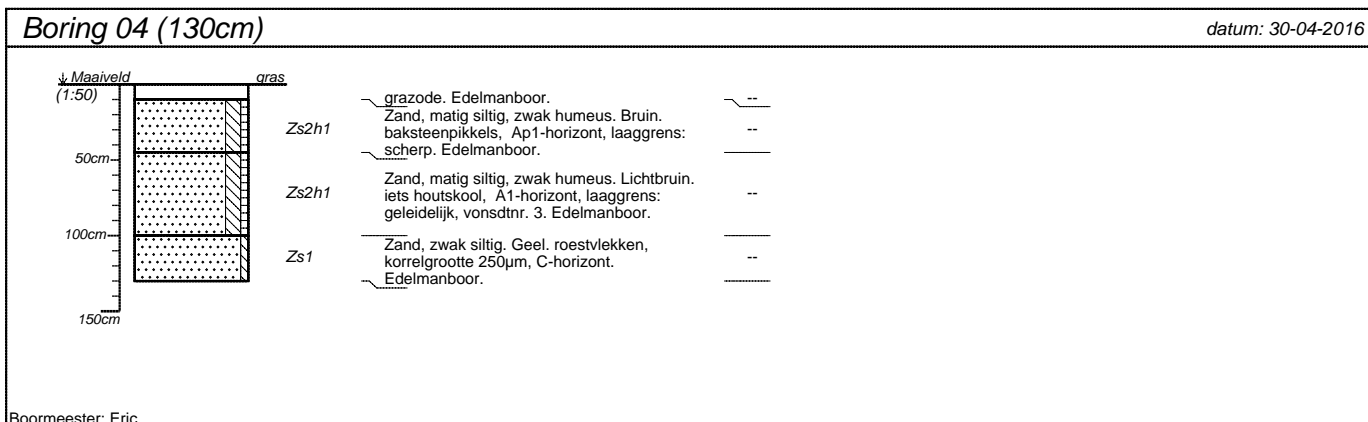 Boring 04 (130cm)
datum: 30-04-2016
Maaiveld
gras
(1:50)
grazode. Edelmanboor.
--
Zs2h1
Zand, matig siltig, zwak humeus. Bruin.
baksteenpikkels, Ap1-horizont, laaggrens:
scherp. Edelmanboor.
--
50cm
Zs2h1
Zand, matig siltig, zwak humeus. Lichtbruin.
iets houtskool, A1-horizont, laaggrens:
geleidelijk, vonsdtnr. 3. Edelmanboor.
--
100cm
Zs1
Zand, zwak siltig. Geel. roestvlekken,
korrelgrootte 250µm, C-horizont.
Edelmanboor.
--
150cm
Boormeester: Eric